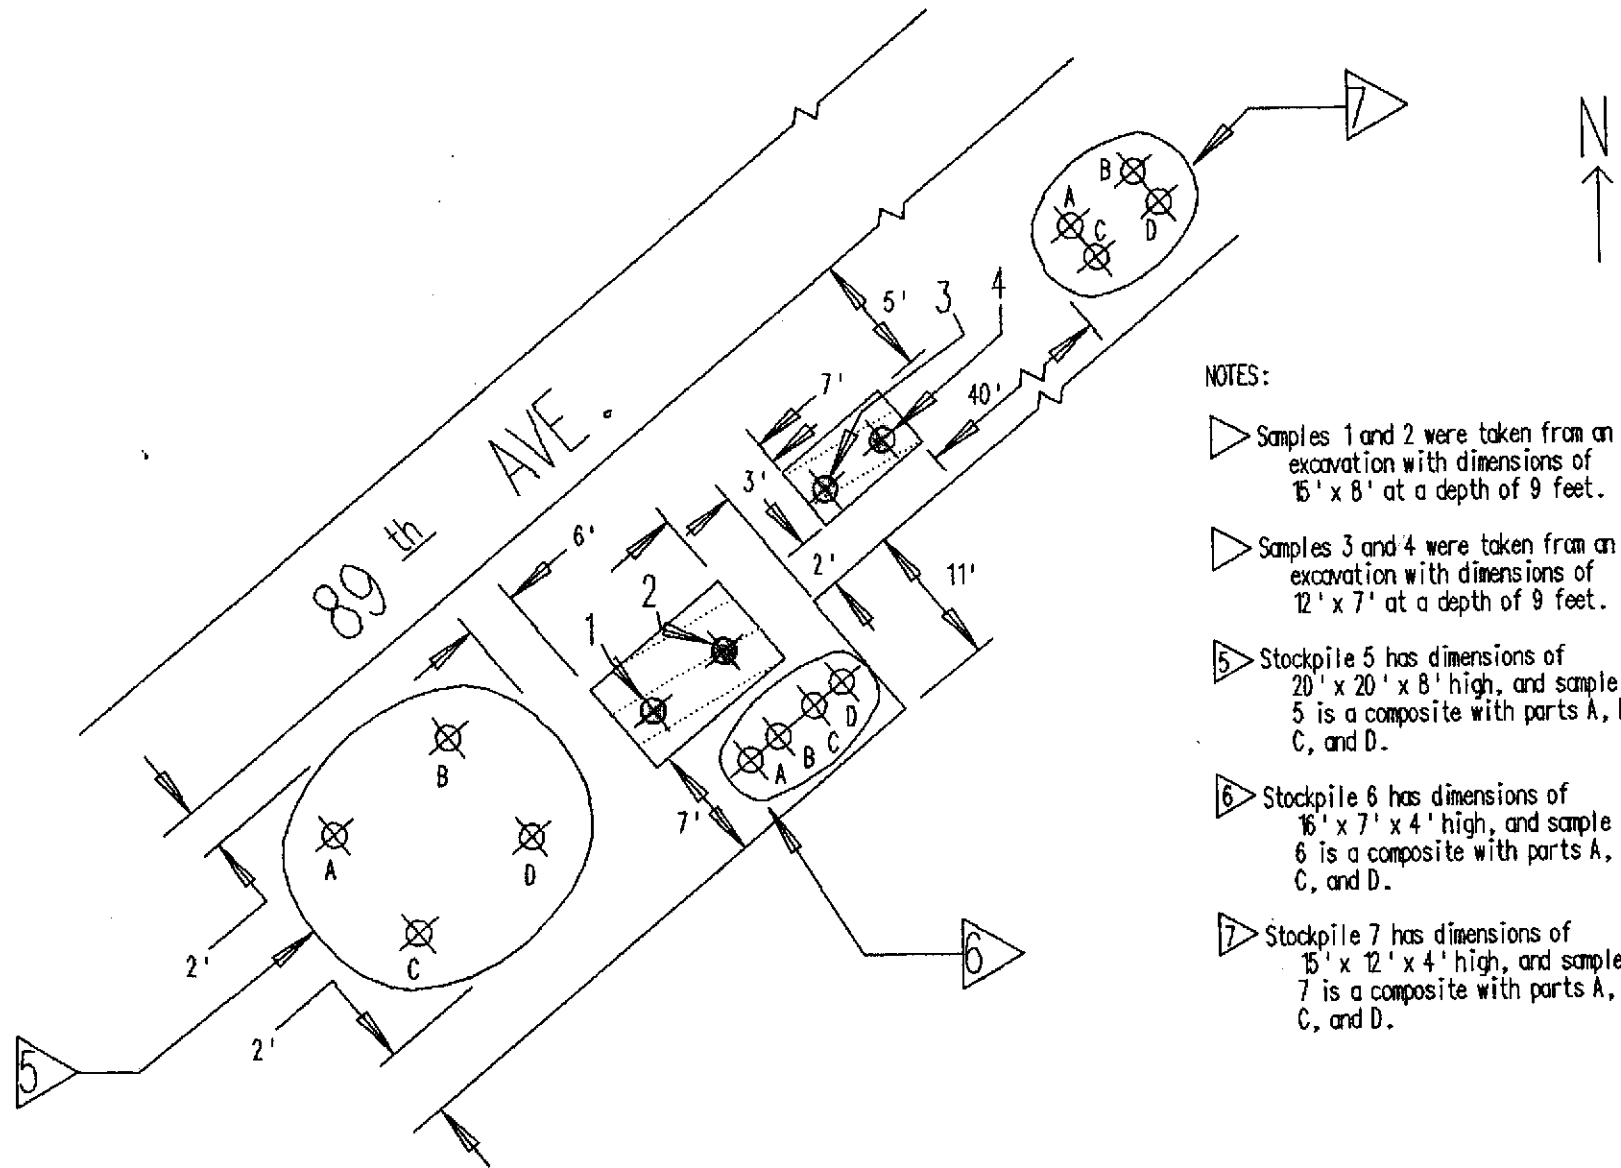 7
N
B
A
C
D
5'
3
4
7'
40'
89 th AVE.
3'
6'
2'
11'
1
2
B
A
D
C
A
B
C
D
7'
2'
2'
5
6
NOTES:
Samples 1 and 2 were taken from an
excavation with dimensions of
15' x 8' at a depth of 9 feet.
Samples 3 and 4 were taken from an
excavation with dimensions of
12' x 7' at a depth of 9 feet.
5 Stockpile 5 has dimensions of
20' x 20' x 8' high, and sample
5 is a composite with parts A,
C, and D.
6 Stockpile 6 has dimensions of
16' x 7' x 4' high, and sample
6 is a composite with parts A,
C, and D.
7 Stockpile 7 has dimensions of
15' x 12' x 4' high, and sample
7 is a composite with parts A,
C, and D.